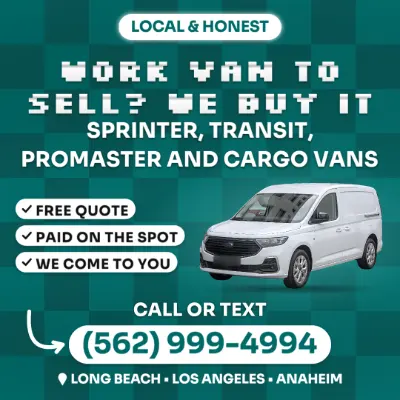 LOCAL & HONEST
WORK VAN TO
SELL? WE BUY IT
SPRINTER, TRANSIT,
PROMASTER AND CARGO VANS
FREE QUOTE
PAID ON THE SPOT
WE COME TO YOU
CALL OR TEXT
(562) 999-4994
LONG BEACH • LOS ANGELES • ANAHEIM